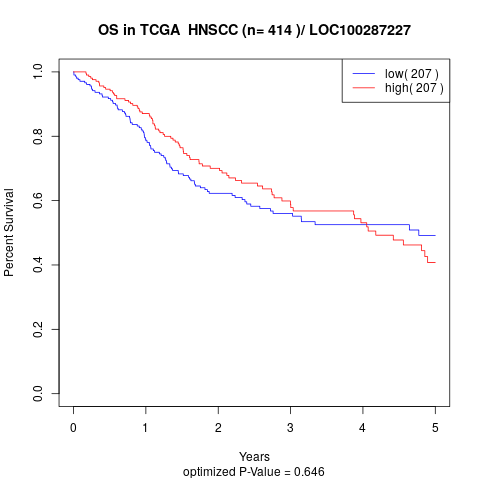 OS in TCGA  HNSCC (n= 414 )/ LOC100287227
low( 207 )
high( 207 )
1.0
0.8
0.6
0.4
0.2
0.0
Percent Survival
0 1 2 3 4 5
Years
optimized P-Value = 0.646